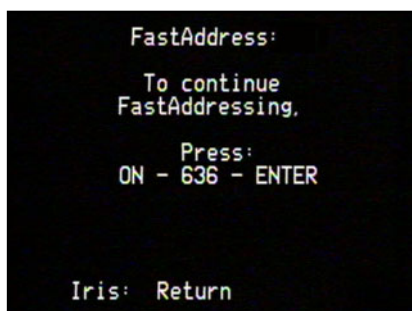 FastAddress:
To continue
FastAddressing,
Press:
ON - 636 - ENTER
Iris: Return